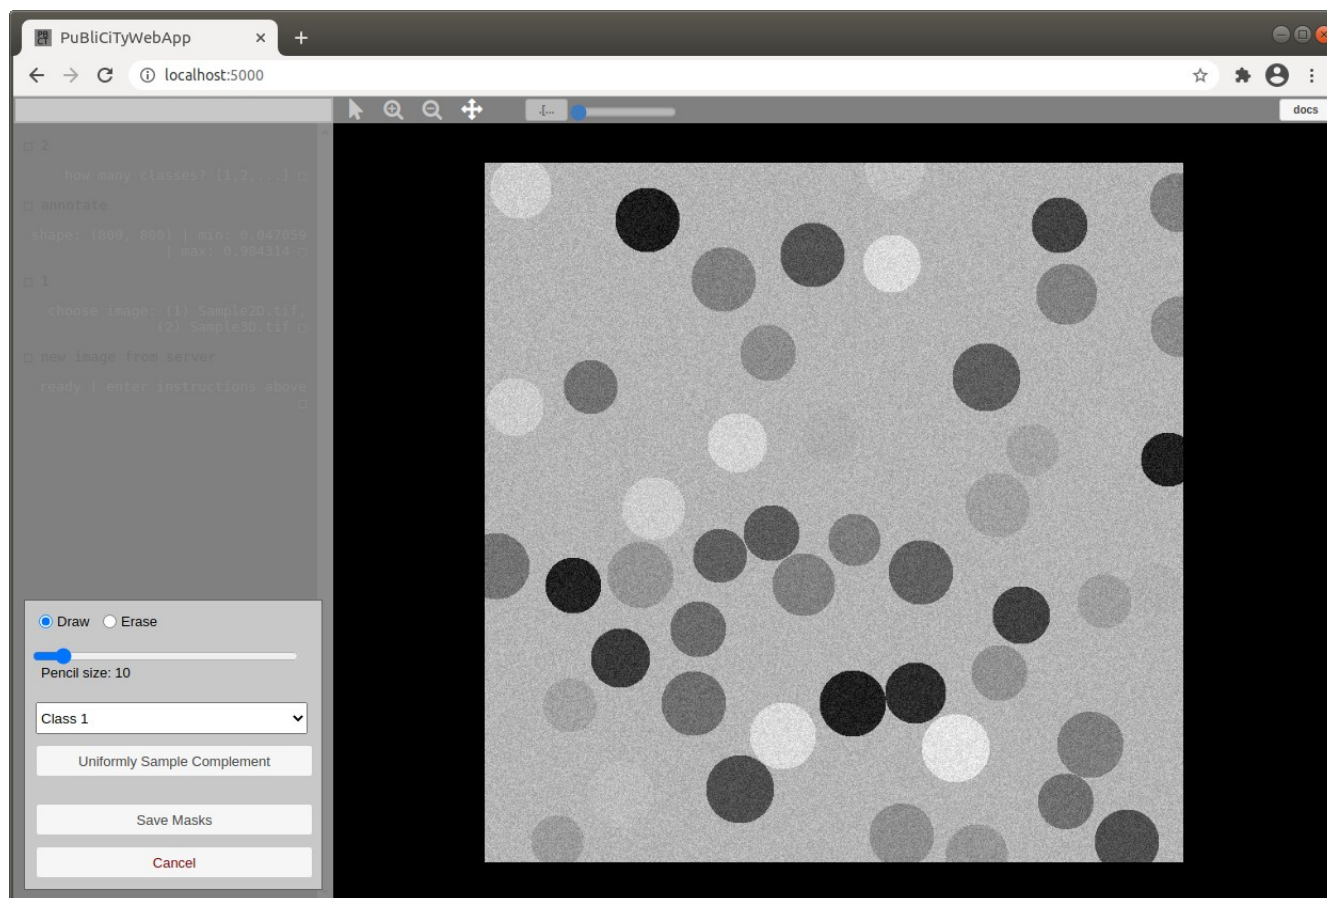 PuBliCiTyWebApp
localhost:5000
.[...
docs
□ 2
how many classes? [1,2,...] □
□ annotate
shape: (800, 800) | min: 0.047059
| max: 0.984314 □
□ 1
choose image: (1) Sample2D.tif,
(2) Sample3D.tif □
□ new image from server
ready | enter instructions above
□
Draw Erase
Pencil size: 10
Class 1
Uniformly Sample Complement
Save Masks
Cancel